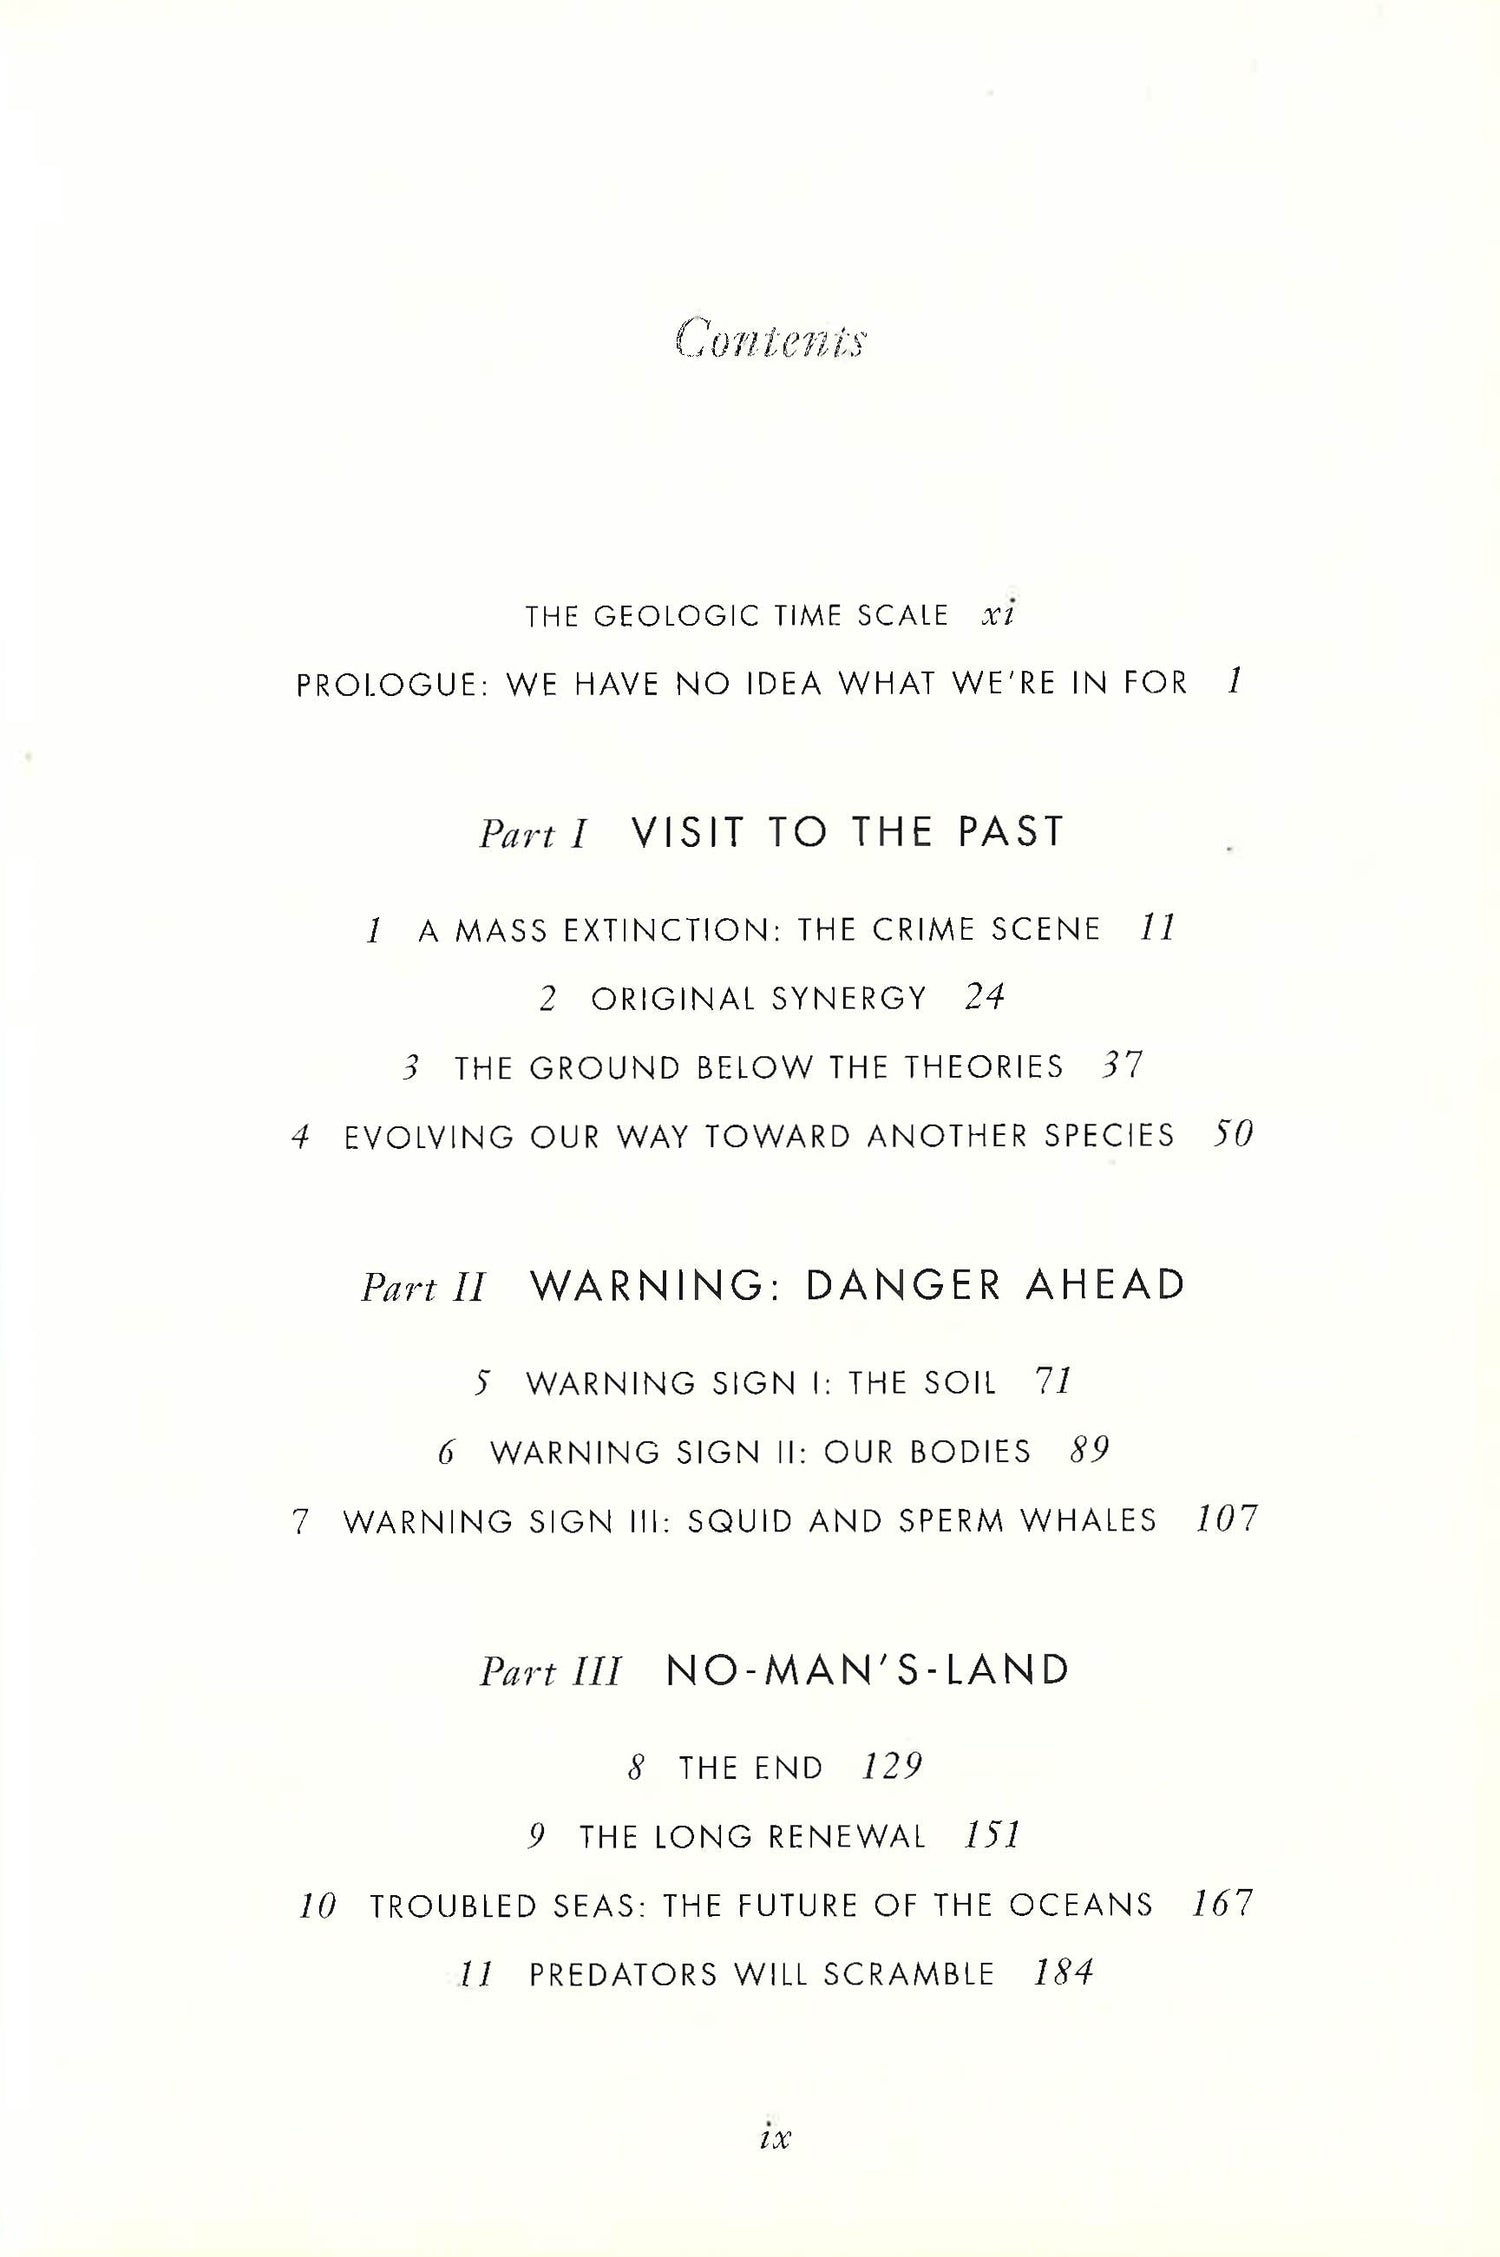 Contents
THE GEOLOGIC TIME SCALE xi
PROLOGUE: WE HAVE NO IDEA WHAT WE'RE IN FOR 1
Part I VISIT TO THE PAST
1 A MASS EXTINCTION: THE CRIME SCENE 11
2 ORIGINAL SYNERGY 24
3 THE GROUND BELOW THE THEORIES 37
4 EVOLVING OUR WAY TOWARD ANOTHER SPECIES 50
Part II WARNING: DANGER AHEAD
5 WARNING SIGN I: THE SOIL 71
6 WARNING SIGN II: OUR BODIES 89
7 WARNING SIGN III: SQUID AND SPERM WHALES 107
Part III NO-MAN'S-LAND
8 THE END 129
9 THE LONG RENEWAL 151
10 TROUBLED SEAS: THE FUTURE OF THE OCEANS 167
11 PREDATORS WILL SCRAMBLE 184
ix